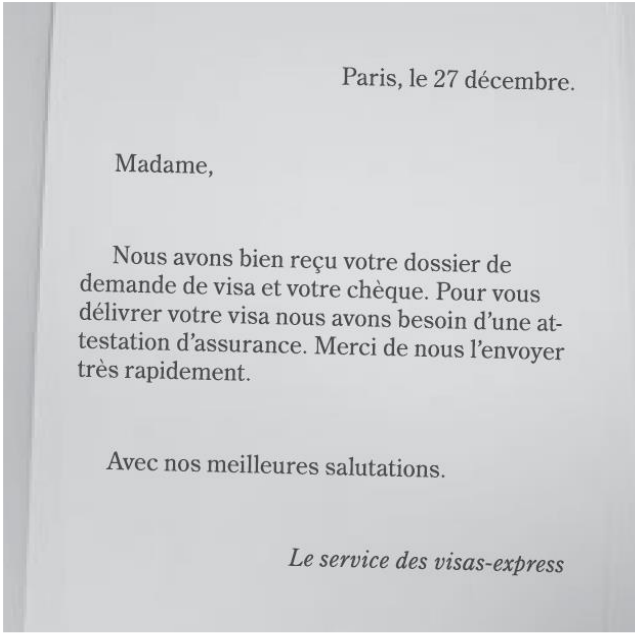 Paris, le 27 décembre.
Madame,
Nous avons bien reçu votre dossier de
demande de visa et votre chèque. Pour vous
délivrer votre visa nous avons besoin d'une at-
testation d'assurance. Merci de nous l'envoyer
très rapidement.
Avec nos meilleures salutations.
Le service des visas-express